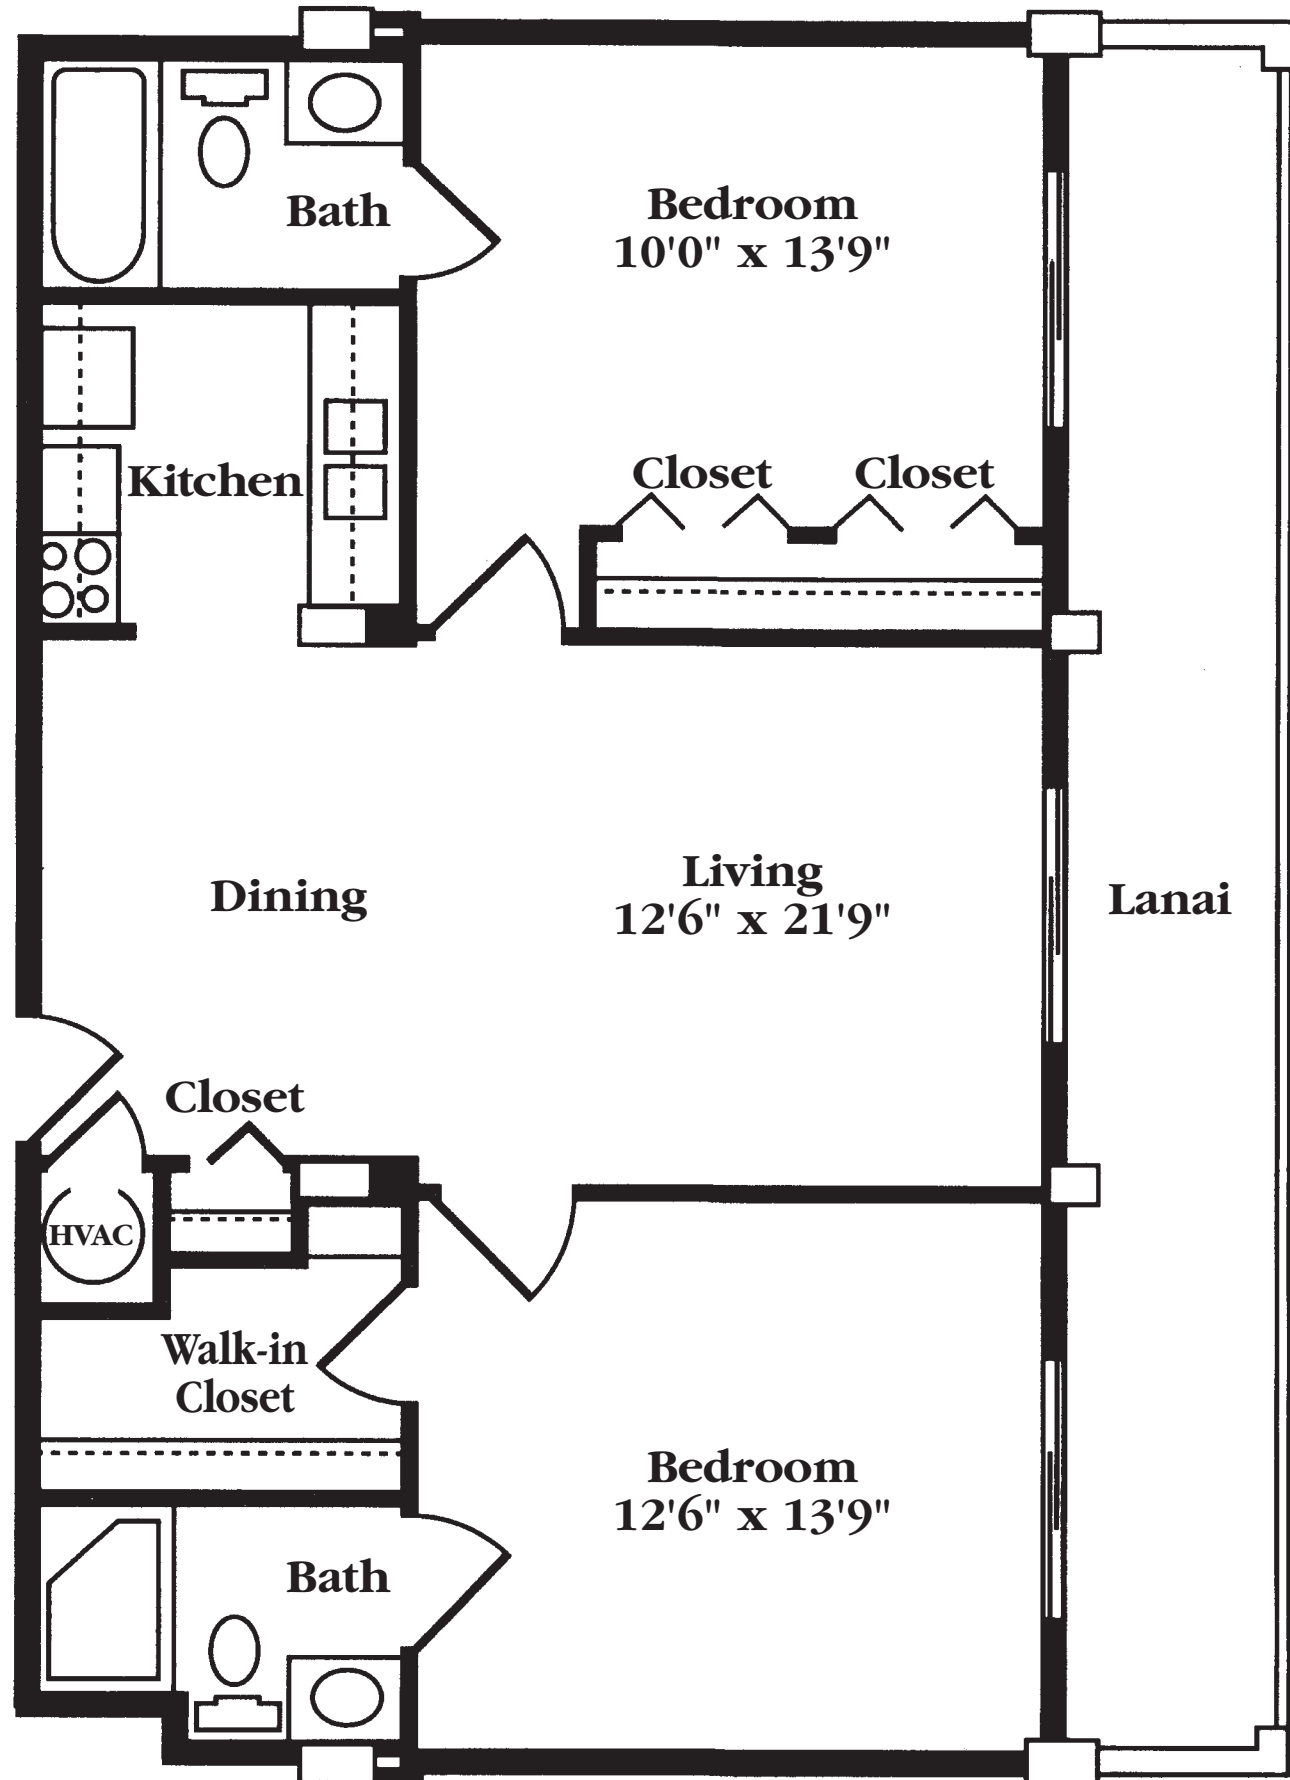 Bath
Bedroom
10'0" x 13'9"
Kitchen
Closet
Closet
Dining
Living
12'6" x 21'9"
Lanai
Closet
HVAC
Walk-in
Closet
Bedroom
12'6" x 13'9"
Bath